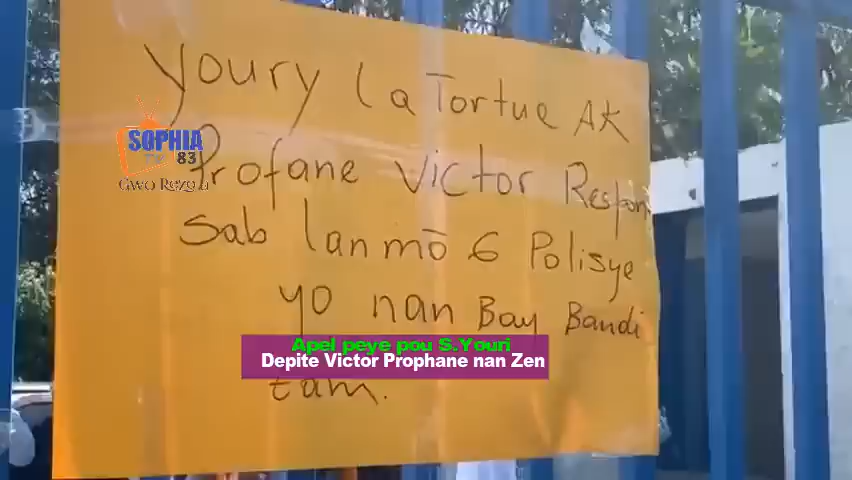 Youry LaTortue AK
Profane Victor Respon
Sab lanmò 6 Polisye
yo nan Bay Bandi
zam.
SOPHIA
TV 83
Gwo Rezo a
Apel peye pou S.Youri
Depite Victor Prophane nan Zen